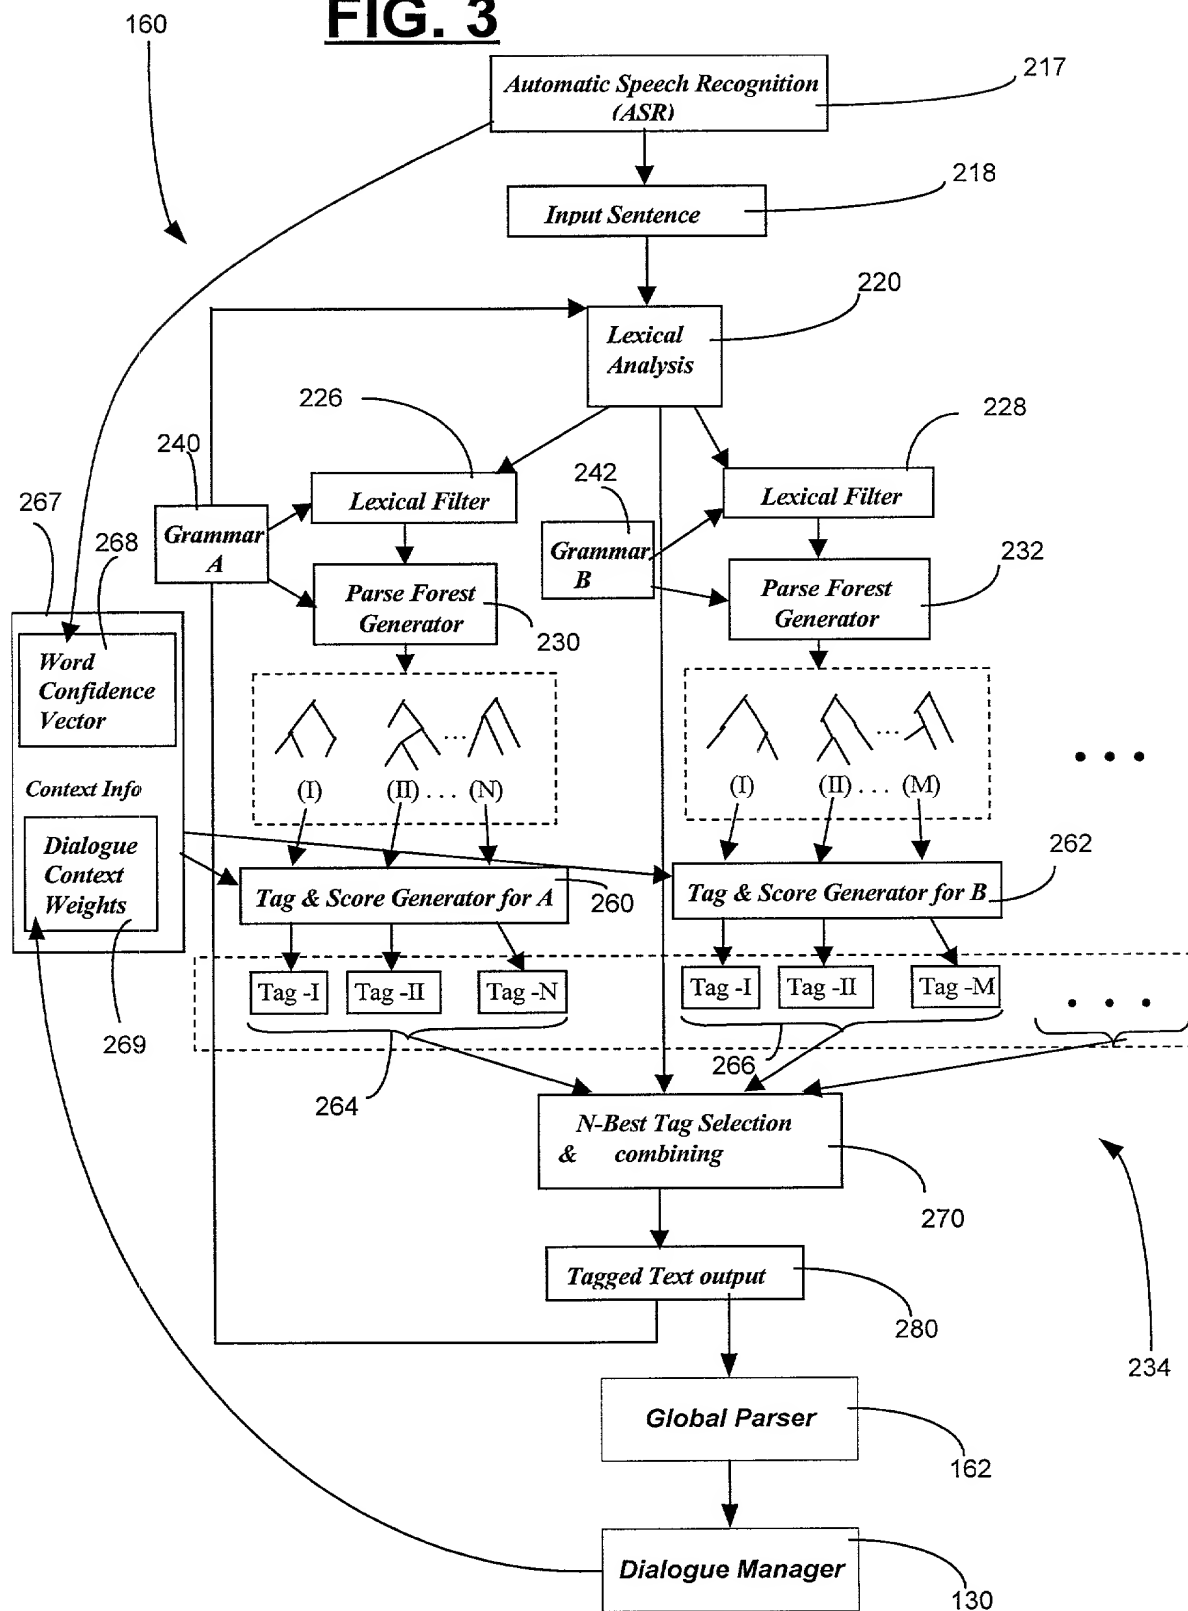 FIG. 3
160
Automatic Speech Recognition
(ASR)
217
Input Sentence
218
Lexical
Analysis
220
226
228
240
Lexical Filter
242
Lexical Filter
267
268
Grammar
A
Grammar
B
232
Parse Forest
Generator
230
Parse Forest
Generator
Word
Confidence
Vector
...
...
• • •
Context Info
(I)
(II) . . . (N)
(I)
(II) . . . (M)
Dialogue
Context
Weights
262
Tag & Score Generator for A
260
Tag & Score Generator for B
Tag -I
Tag -II
Tag -N
Tag -I
Tag -II
Tag -M
• • •
269
264
266
N-Best Tag Selection
& combining
270
Tagged Text output
280
234
Global Parser
162
Dialogue Manager
130